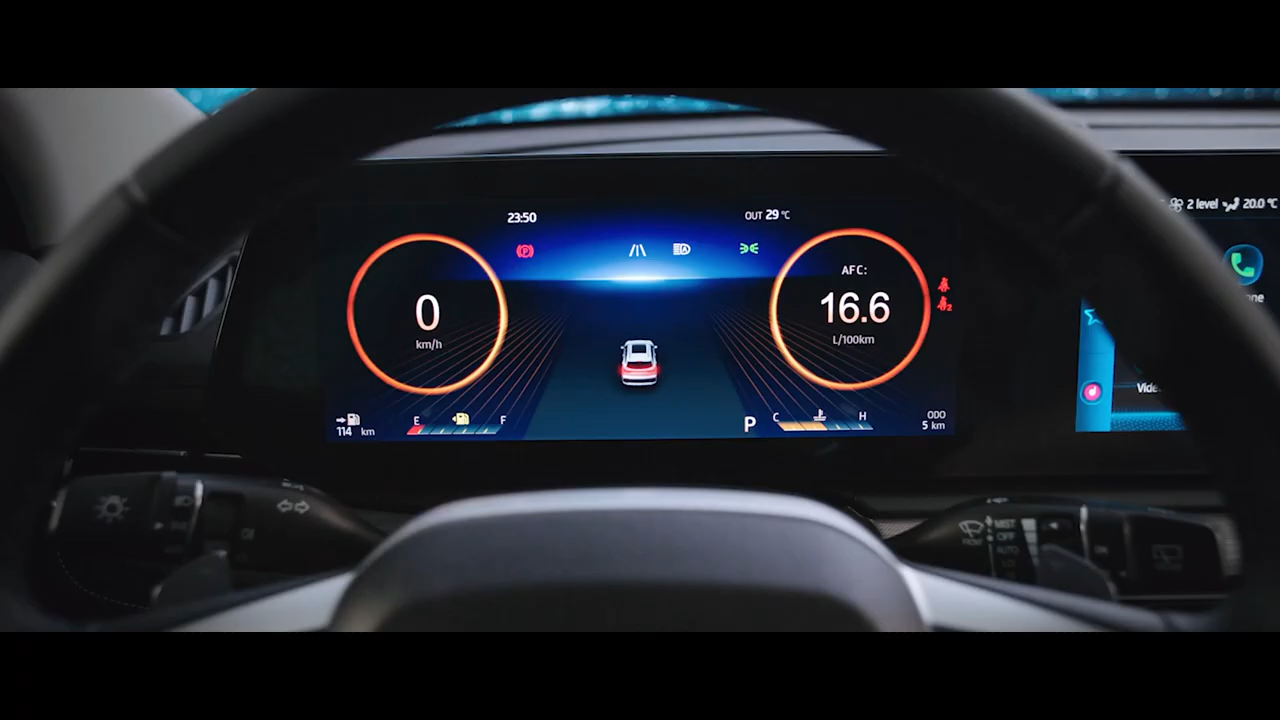 23:50
OUT 29 °C
2 level 20.0 °C
AFC:
0
16.6
km/h
L/100km
2
E
F
C
H
P
114 km
ODO
5 km
MIST
OFF
AUTO